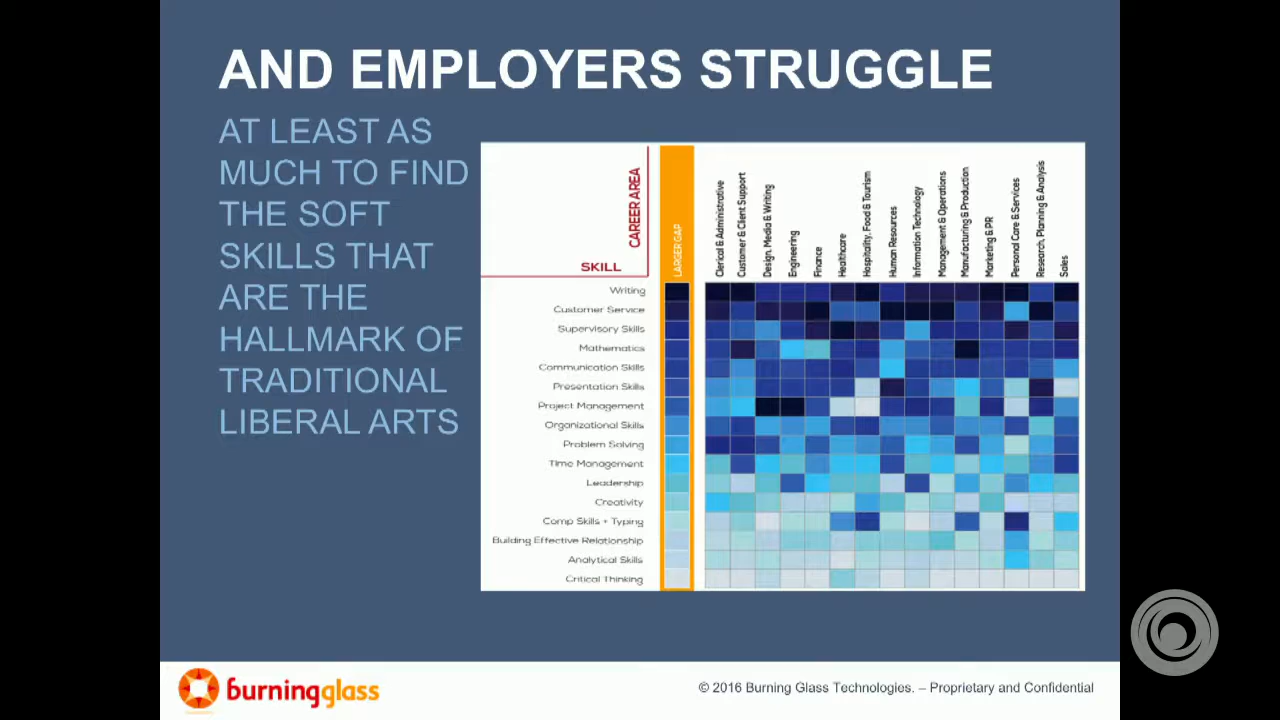 AND EMPLOYERS STRUGGLE
AT LEAST AS
MUCH TO FIND
THE SOFT
SKILLS THAT
ARE THE
HALLMARK OF
TRADITIONAL
LIBERAL ARTS
CAREER AREA
SKILL
LARGER GAP
Clerical & Administrative
Customer & Client Support
Design, Media & Writing
Engineering
Finance
Healthcare
Hospitality, Food & Tourism
Human Resources
Information Technology
Management & Operations
Manufacturing & Production
Marketing & PR
Personal Care & Services
Research, Planning & Analysis
Sales
Writing
Customer Service
Supervisory Skills
Mathematics
Communication Skills
Presentation Skills
Project Management
Organizational Skills
Problem Solving
Time Management
Leadership
Creativity
Comp Skills + Typing
Building Effective Relationship
Analytical Skills
Critical Thinking
burningglass
© 2016 Burning Glass Technologies. – Proprietary and Confidential